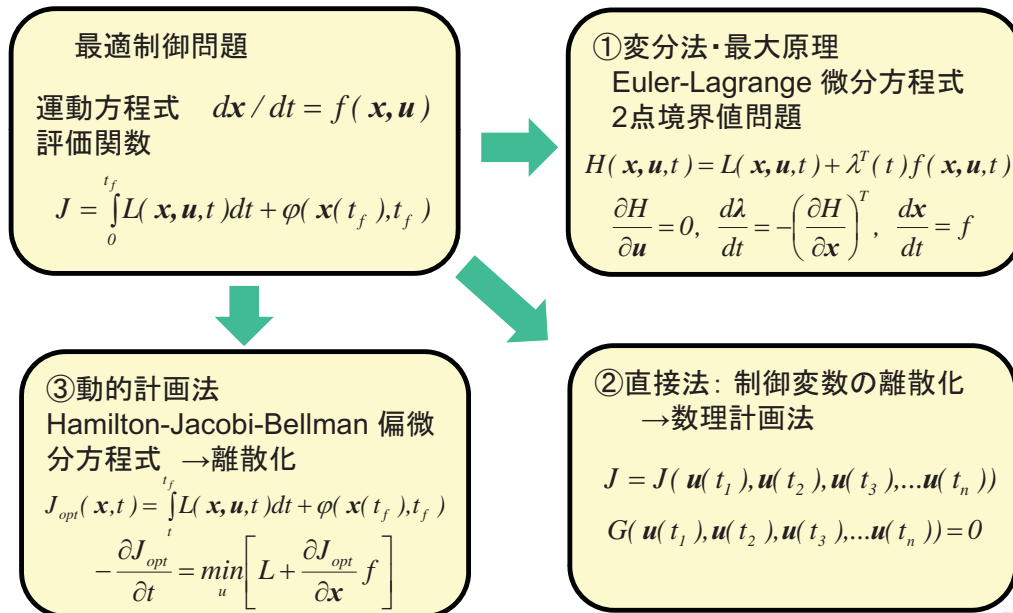 最適制御問題
運動方程式 dx / dt = f( x, u )
評価関数
J = ∫_0^{t_f} L( x, u, t)dt + φ( x( t_f ), t_f )
①変分法・最大原理
Euler-Lagrange 微分方程式
2点境界値問題
H( x, u, t) = L( x, u, t) + λ^T( t ) f( x, u, t)
∂H/∂u = 0, dλ/dt = −(∂H/∂x)^T, dx/dt = f
③動的計画法
Hamilton-Jacobi-Bellman 偏微
分方程式 →離散化
J_opt( x, t) = ∫_t^{t_f} L( x, u, t)dt + φ( x( t_f ), t_f )
−∂J_opt/∂t = min_u [ L + ∂J_opt/∂x f ]
②直接法: 制御変数の離散化
→数理計画法
J = J( u( t_1 ), u( t_2 ), u( t_3 ),...u( t_n ))
G( u( t_1 ), u( t_2 ), u( t_3 ),...u( t_n )) = 0